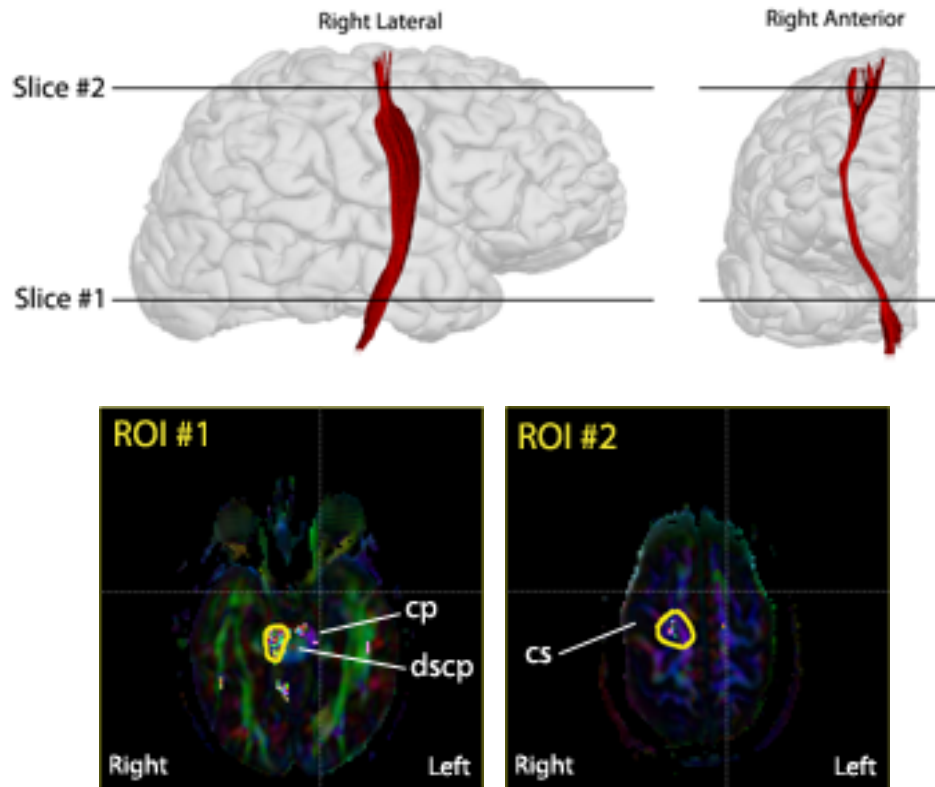 Right Lateral
Right Anterior
Slice #2
Slice #1
ROI #1
cp
dscp
Right
Left
ROI #2
cs
Right
Left